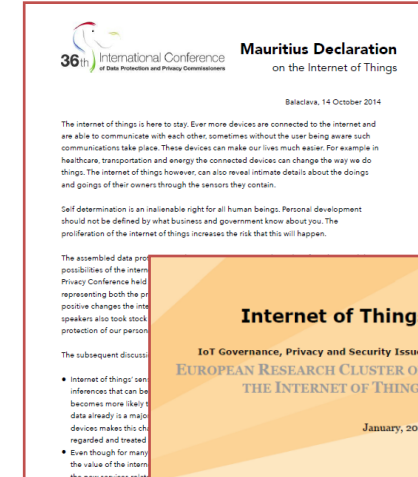 36th International Conference
of Data Protection and Privacy Commissioners
Mauritius Declaration
on the Internet of Things
Balaclava, 14 October 2014
The internet of things is here to stay. Ever more devices are connected to the internet and
are able to communicate with each other, sometimes without the user being aware such
communications take place. These devices can make our lives much easier. For example in
healthcare, transportation and energy the connected devices can change the way we do
things. The internet of things however, can also reveal intimate details about the doings
and goings of their owners through the sensors they contain.
Self determination is an inalienable right for all human beings. Personal development
should not be defined by what business and government know about you. The
proliferation of the internet of things increases the risk that this will happen.
The assembled data pro
possibilities of the intern
Privacy Conference held
representing both the pr
positive changes the inte
speakers also took stock
protection of our person
The subsequent discussi
• Internet of things' sens
inferences that can be
becomes more likely t
data already is a majo
devices makes this cha
regarded and treated
• Even though for many
the value of the intern
the new services relat
Internet of Thing
IoT Governance, Privacy and Security Issue
EUROPEAN RESEARCH CLUSTER O
THE INTERNET OF THING
January, 20